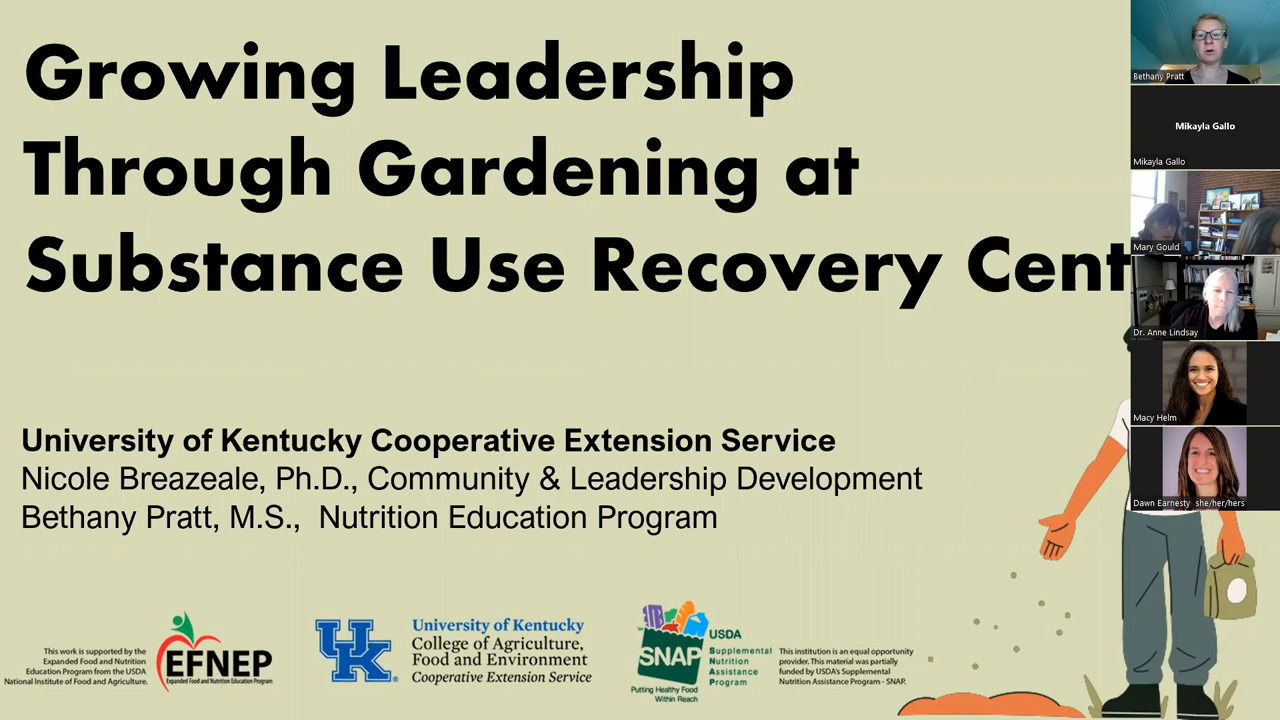 Growing Leadership
Through Gardening at
Substance Use Recovery Cent
University of Kentucky Cooperative Extension Service
Nicole Breazeale, Ph.D., Community & Leadership Development
Bethany Pratt, M.S., Nutrition Education Program
This work is supported by the
Expanded Food and Nutrition
Education Program from the USDA
National Institute of Food and Agriculture.
EFNEP
Expanded Food and Nutrition Education Program
UK
University of Kentucky
College of Agriculture,
Food and Environment
Cooperative Extension Service
SNAP
Putting Healthy Food
Within Reach
USDA
Supplemental
Nutrition
Assistance
Program
This institution is an equal opportunity
provider. This material was partially
funded by USDA's Supplemental
Nutrition Assistance Program - SNAP.
Bethany Pratt
Mikayla Gallo
Mikayla Gallo
Mary Gould
Dr. Anne Lindsay
Macy Helm
Dawn Earnesty she/her/hers